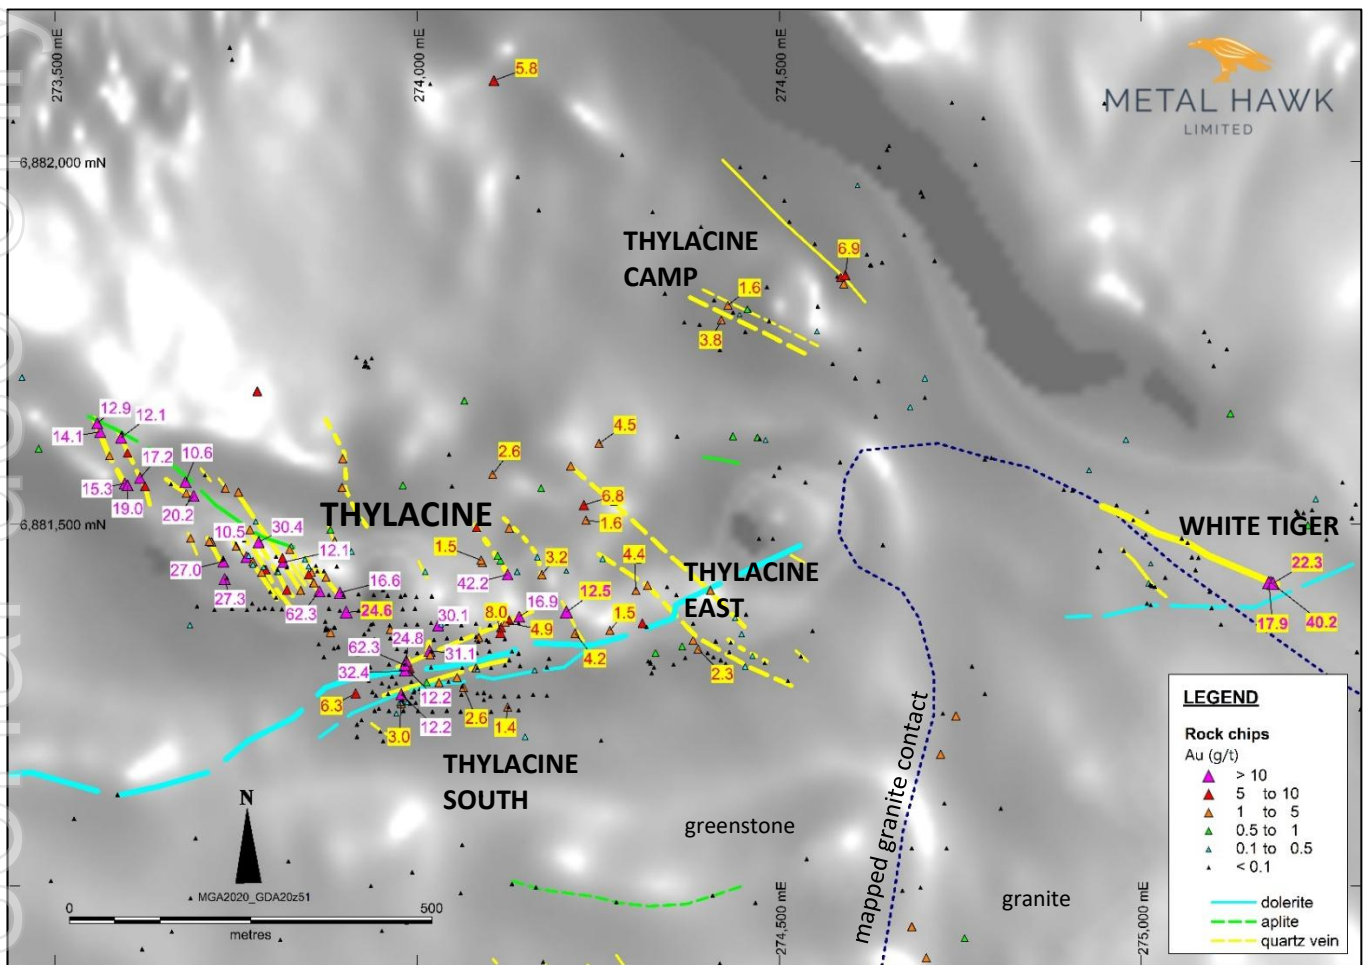 273,500 mE
274,000 mE
274,500 mE
METAL HAWK
LIMITED
5.8
6,882,000 mN
THYLACINE
CAMP
6.9
1.6
3.8
12.9
12.1
14.1
17.2
10.6
15.3
19.0
20.2
4.5
2.6
6.8
1.6
6,881,500 mN
THYLACINE
WHITE TIGER
10.5
30.4
12.1
1.5
3.2
4.4
27.0
27.3
42.2
THYLACINE
EAST
22.3
62.3
16.6
24.6
16.9
12.5
1.5
17.9
40.2
8.0
4.9
30.1
24.8
62.3
31.1
4.2
32.4
12.2
2.3
6.3
12.2
2.6
1.4
3.0
THYLACINE
SOUTH
mapped granite contact
greenstone
granite
N
MGA2020_GDA20z51
0
500
metres
274,500 mE
275,000 mE
LEGEND
Rock chips
Au (g/t)
> 10
5 to 10
1 to 5
0.5 to 1
0.1 to 0.5
< 0.1
dolerite
aplite
quartz vein